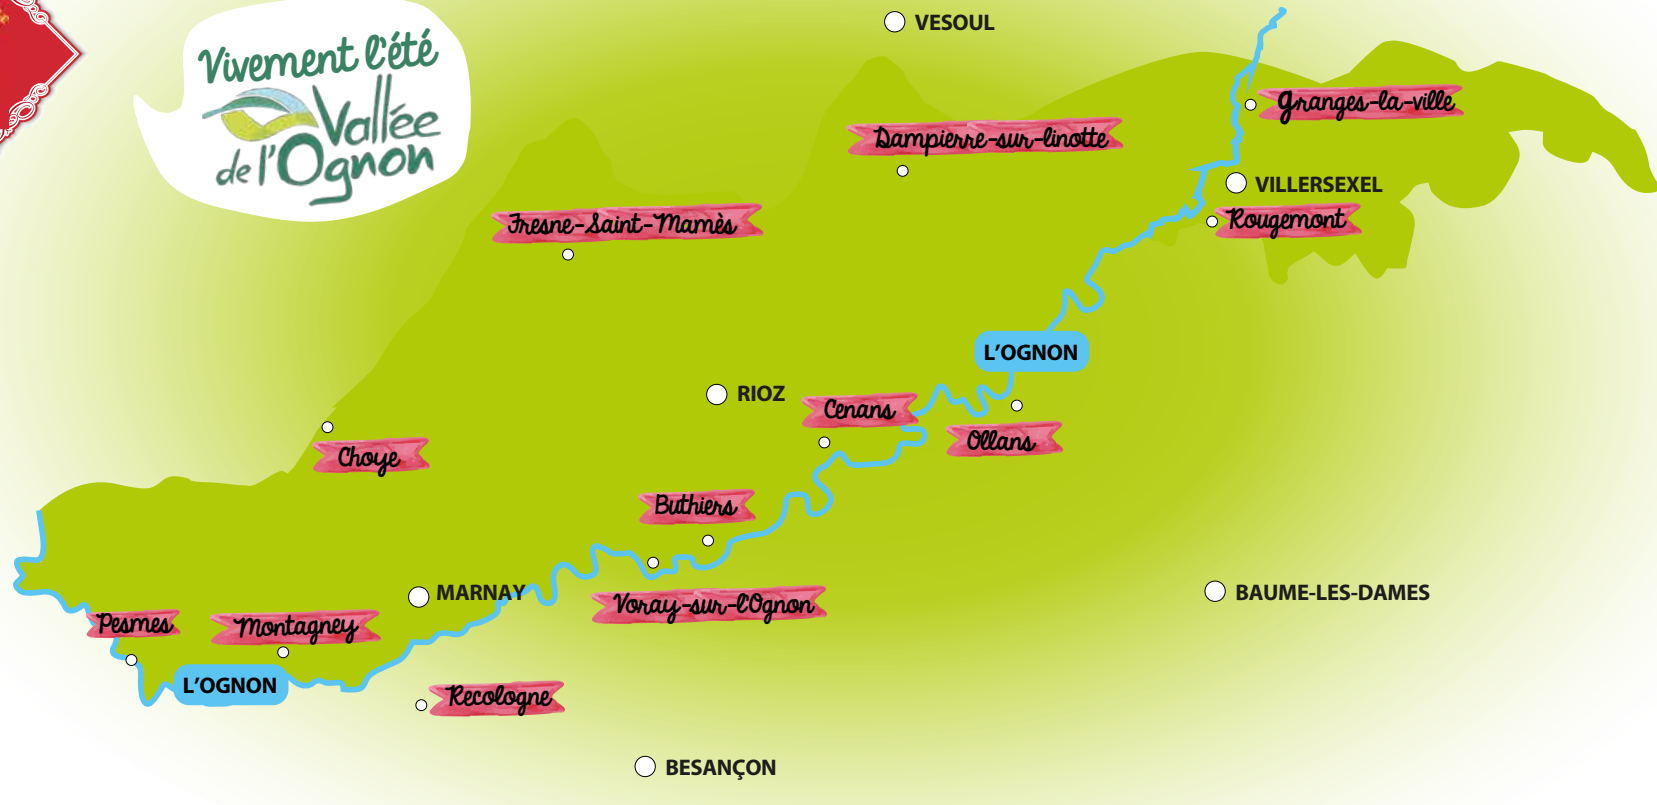 VESOUL
Vivement l'été
Vallée
de l'Ognon
Granges-la-ville
Dampierre-sur-linotte
VILLERSEXEL
Rougemont
Fresne-Saint-Mamès
L'OGNON
RIOZ
Cenans
Ollans
Choye
Buthiers
MARNAY
BAUME-LES-DAMES
Voray-sur-l'Ognon
Pesmes
Montagney
L'OGNON
Recologne
BESANÇON